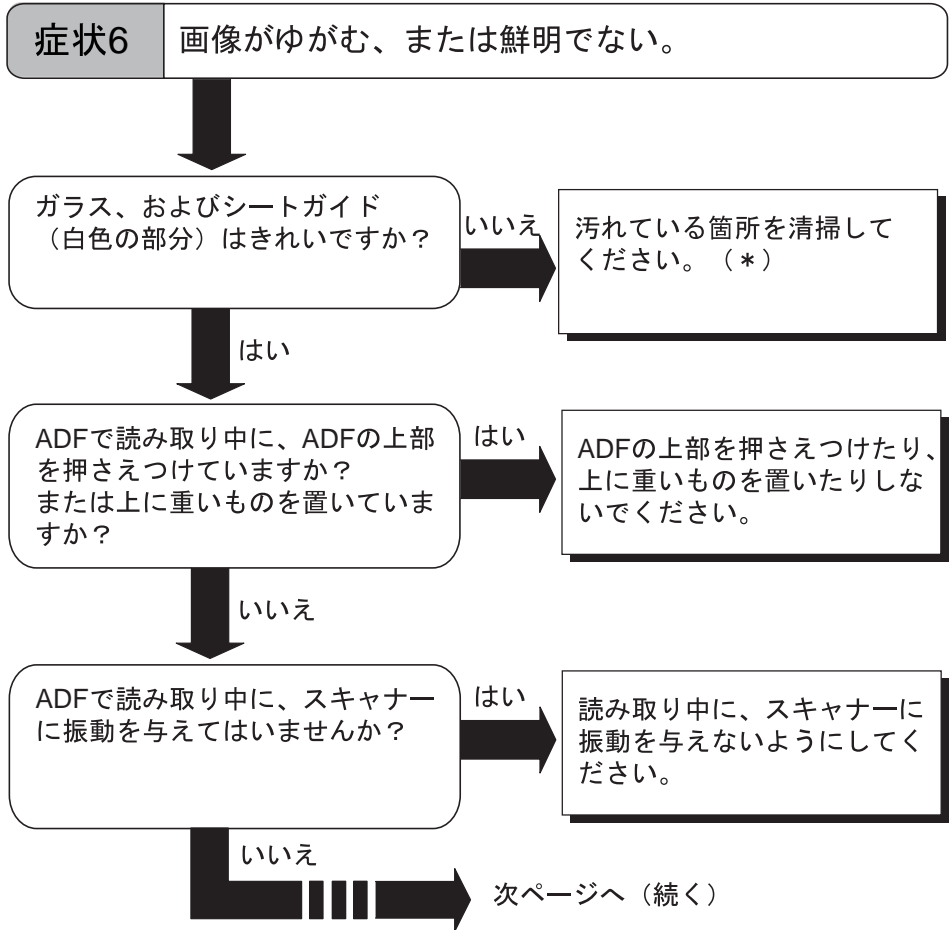 症状6
画像がゆがむ、または鮮明でない。
ガラス、およびシートガイド
（白色の部分）はきれいですか？
いいえ
汚れている箇所を清掃して
ください。（*）
はい
ADFで読み取り中に、ADFの上部
を押さえつけていますか？
または上に重いものを置いていま
すか？
はい
ADFの上部を押さえつけたり、
上に重いものを置いたりしな
いでください。
いいえ
ADFで読み取り中に、スキャナー
に振動を与えてはいませんか？
はい
読み取り中に、スキャナーに
振動を与えないようにしてく
ださい。
いいえ
次ページへ（続く）